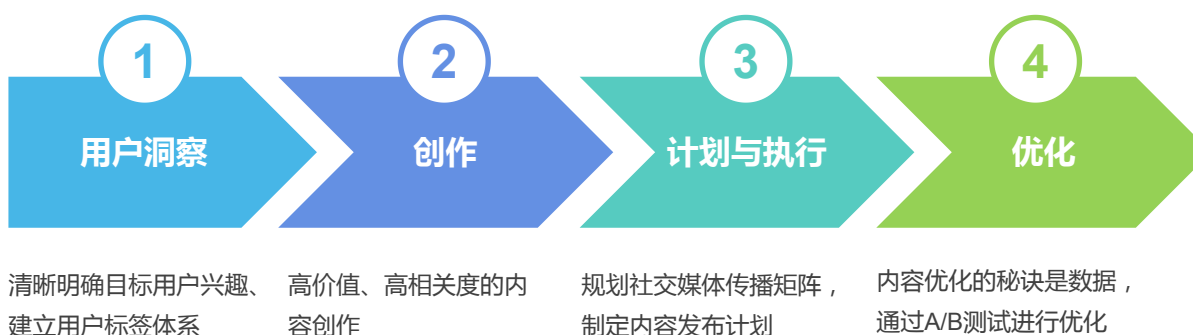 1
用户洞察
清晰明确目标用户兴趣、
建立用户标签体系
2
创作
高价值、高相关度的内
容创作
3
计划与执行
规划社交媒体传播矩阵，
制定内容发布计划
4
优化
内容优化的秘诀是数据，
通过A/B测试进行优化